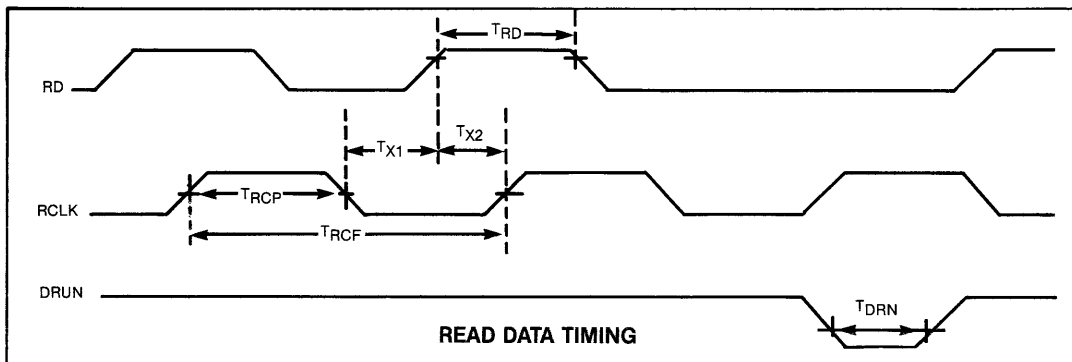 TRD
RD
TX1
TX2
TRCP
RCLK
TRCF
DRUN
TDRN
READ DATA TIMING